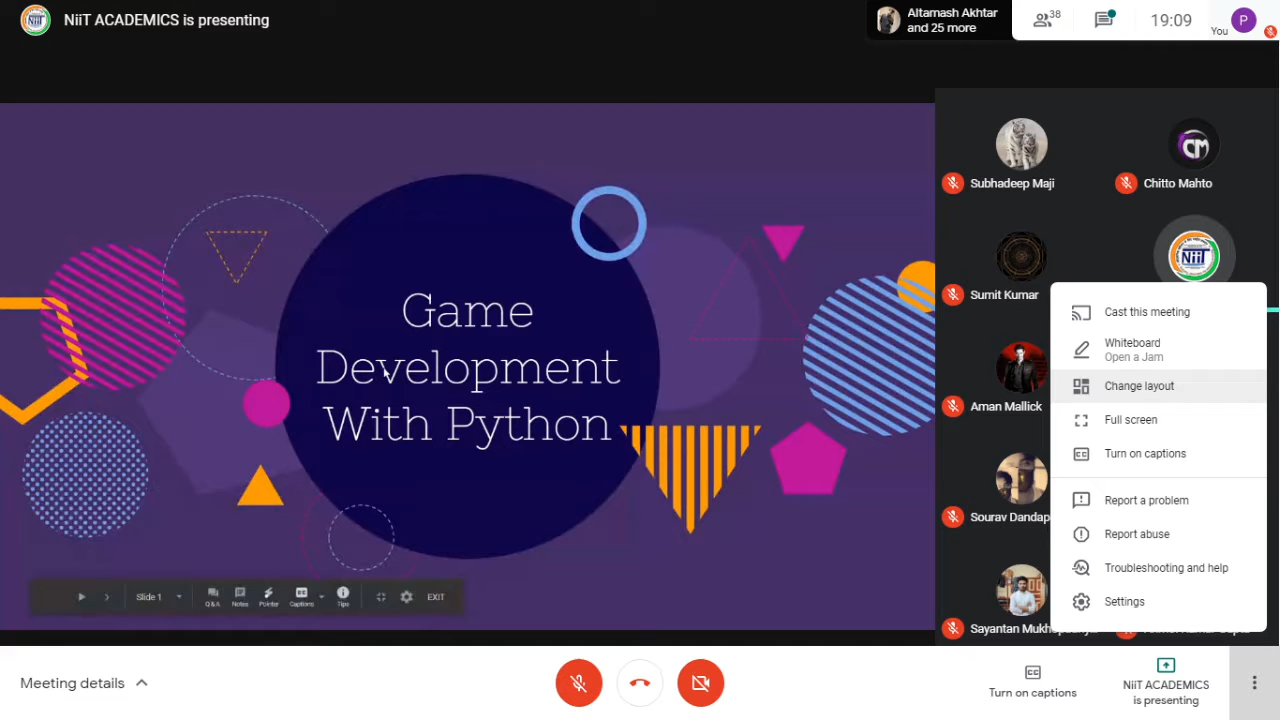 NiiT ACADEMICS is presenting
Altamash Akhtar
and 25 more
38
19:09
You
P
Subhadeep Maji
CM
Chitto Mahto
Sumit Kumar
NiiT
Aman Mallick
Sourav Dandap
Sayantan
Game
Development
With Python
Slide 1
Q&A
Notes
Pointer
Captions
Tips
EXIT
Cast this meeting
Whiteboard
Open a Jam
Change layout
Full screen
Turn on captions
Report a problem
Report abuse
Troubleshooting and help
Settings
Meeting details
Turn on captions
NiiT ACADEMICS
is presenting